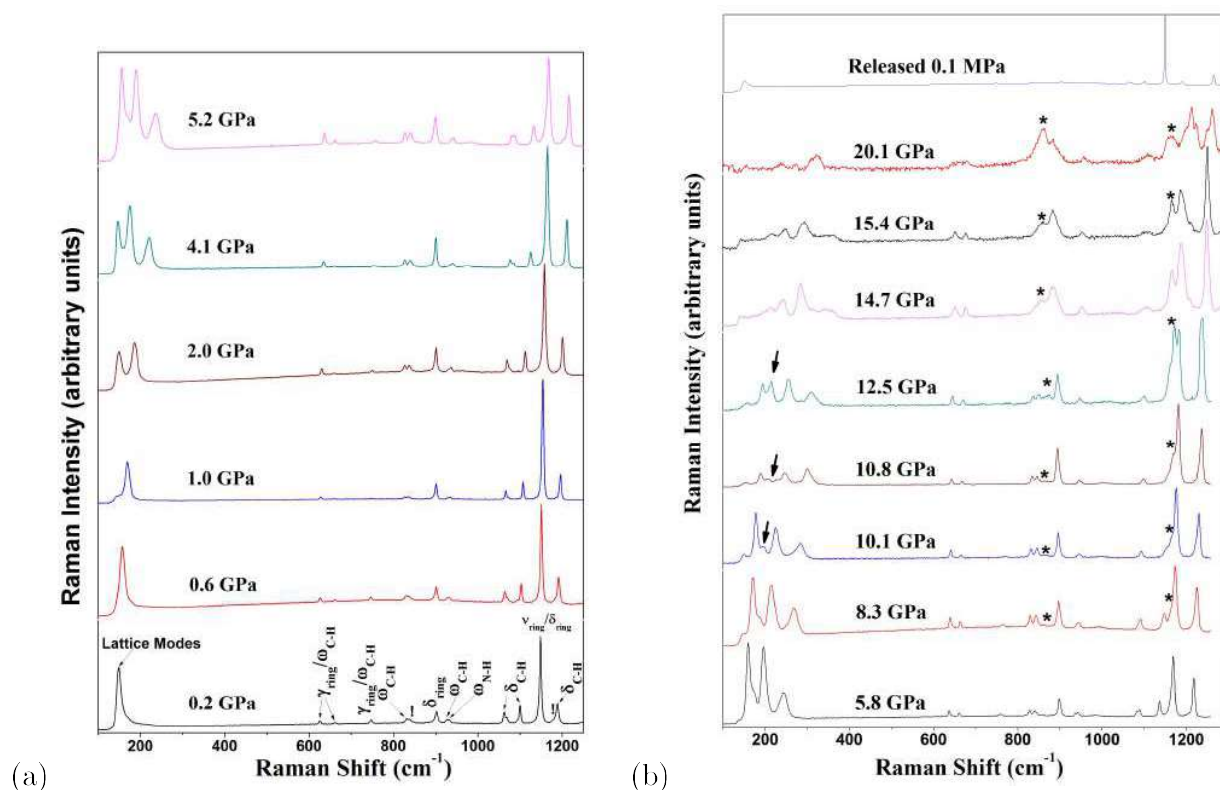 Raman Intensity (arbitrary units)
5.2 GPa
4.1 GPa
2.0 GPa
1.0 GPa
0.6 GPa
0.2 GPa
Lattice Modes
γring/ωC-H
γring/ωC-H
ωC-H
!
δring
ωC-H
ωN-H
δC-H
νring/δring
!
δC-H
200 400 600 800 1000 1200
Raman Shift (cm-1)
(a)
Raman Intensity (arbitrary units)
Released 0.1 MPa
* *
20.1 GPa
* *
15.4 GPa
* *
14.7 GPa
* *
12.5 GPa
* *
10.8 GPa
* *
10.1 GPa
* *
8.3 GPa
5.8 GPa
200 400 600 800 1000 1200
Raman Shift (cm-1)
(b)